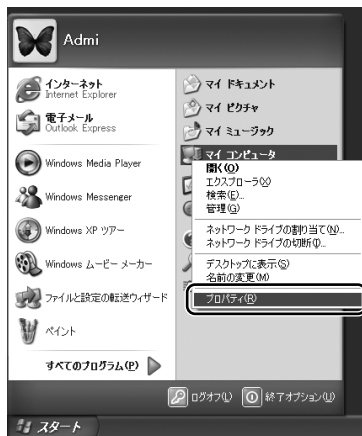 Admi
インターネット
Internet Explorer
電子メール
Outlook Express
Windows Media Player
Windows Messenger
Windows XP ツアー
Windows ムービー メーカー
ファイルと設定の転送ウィザード
ペイント
すべてのプログラム(P)
マイ ドキュメント
マイ ピクチャ
マイ ミュージック
マイ コンピュータ
開く(O)
エクスプローラ(X)
検索(E)...
管理(G)
ネットワーク ドライブの割り当て(N)...
ネットワーク ドライブの切断(I)...
デスクトップに表示(S)
名前の変更(M)
プロパティ(R)
ログオフ(L)
終了オプション(U)
スタート